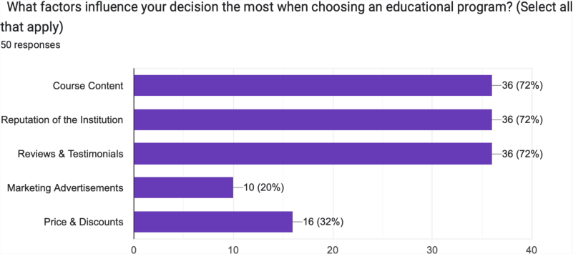 What factors influence your decision the most when choosing an educational program? (Select all
that apply)
50 responses
Course Content
36 (72%)
Reputation of the Institution
36 (72%)
Reviews & Testimonials
36 (72%)
Marketing Advertisements
10 (20%)
Price & Discounts
16 (32%)
0
10
20
30
40